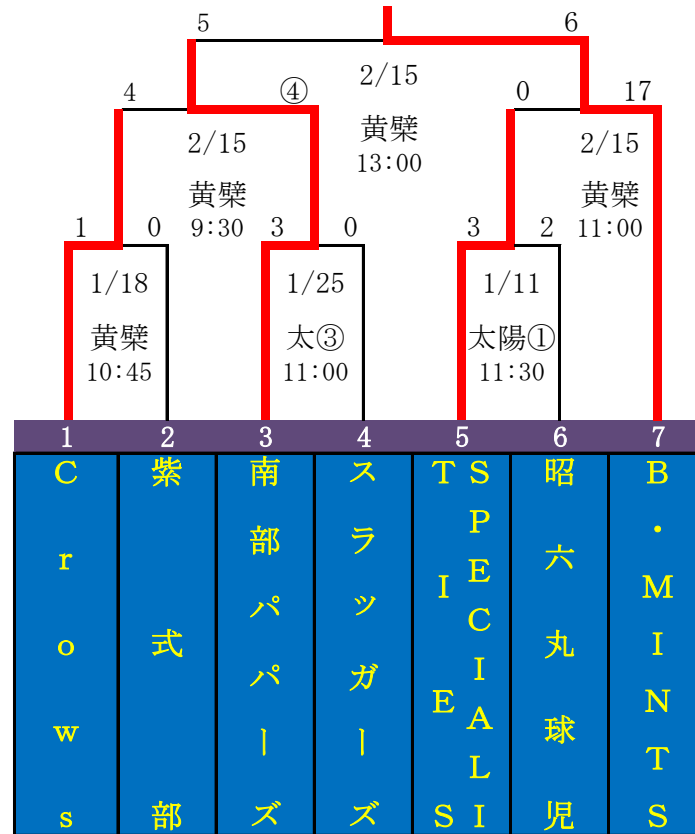 5 6
2/15
黄檗
13:00
4 ④
2/15
黄檗
9:30
0 17
2/15
黄檗
11:00
1 0
1/18
黄檗
10:45
3 0
1/25
太③
11:00
3 2
1/11
太陽①
11:30
1 2 3 4 5 6 7
Crows
紫式部
南部パパーズ
スラッガーズ
SPECIALI
TIES
昭六丸球児
B・MINTS